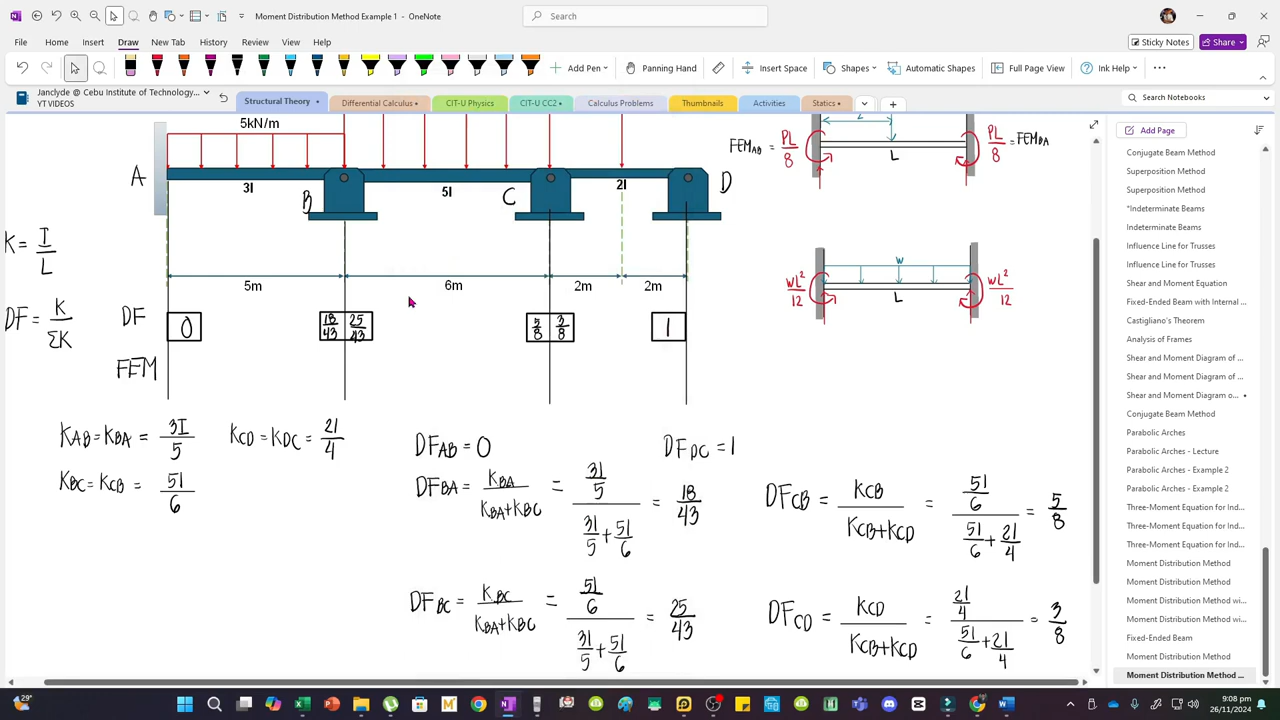 Moment Distribution Method Example 1 - OneNote
Search
File Home Insert Draw New Tab History Review View Help
Sticky Notes Share
Add Pen Panning Hand Insert Space Shapes Automatic Shapes Full Page View Ink Help
Janclyde @ Cebu Institute of Technology...
YT VIDEOS
Structural Theory Differential Calculus CIT-U Physics CIT-U CC2 Calculus Problems Thumbnails Activities Statics
Search Notebooks
Add Page
Conjugate Beam Method
Superposition Method
Superposition Method
*Indeterminate Beams
Indeterminate Beams
Influence Line for Trusses
Influence Line for Trusses
Shear and Moment Equation
Fixed-Ended Beam with Internal ...
Castigliano's Theorem
Analysis of Frames
Shear and Moment Diagram of ...
Shear and Moment Diagram of ...
Shear and Moment Diagram o...
Conjugate Beam Method
Parabolic Arches
Parabolic Arches - Lecture
Parabolic Arches - Example 2
Parabolic Arches - Example 2
Three-Moment Equation for Ind...
Three-Moment Equation for Ind...
Three-Moment Equation for Ind...
Moment Distribution Method
Moment Distribution Method
Moment Distribution Method wi...
Moment Distribution Method wi...
Fixed-Ended Beam
Moment Distribution Method
Moment Distribution Method ...
5kN/m
A B C D
3I 5I 2I
5m 6m 2m 2m
FEM AB = PL/8 L PL/8 = FEM BA
WL²/12 W L WL²/12
K = I/L
DF = K/ΣK
DF 0 18/43 25/43 5/8 3/8 1
FEM
KAB = KBA = 3I/5 KCD = KDC = 2I/4
KBC = KCB = 5I/6
DFAB = 0 DFDC = 1
DFBA = KBA/(KBA+KBC) = (3I/5)/(3I/5+5I/6) = 18/43
DFBC = KBC/(KBA+KBC) = (5I/6)/(3I/5+5I/6) = 25/43
DFCB = KCB/(KCB+KCD) = (5I/6)/(5I/6+2I/4) = 5/8
DFCD = KCD/(KCB+KCD) = (2I/4)/(5I/6+2I/4) = 3/8
29°
9:08 pm
26/11/2024